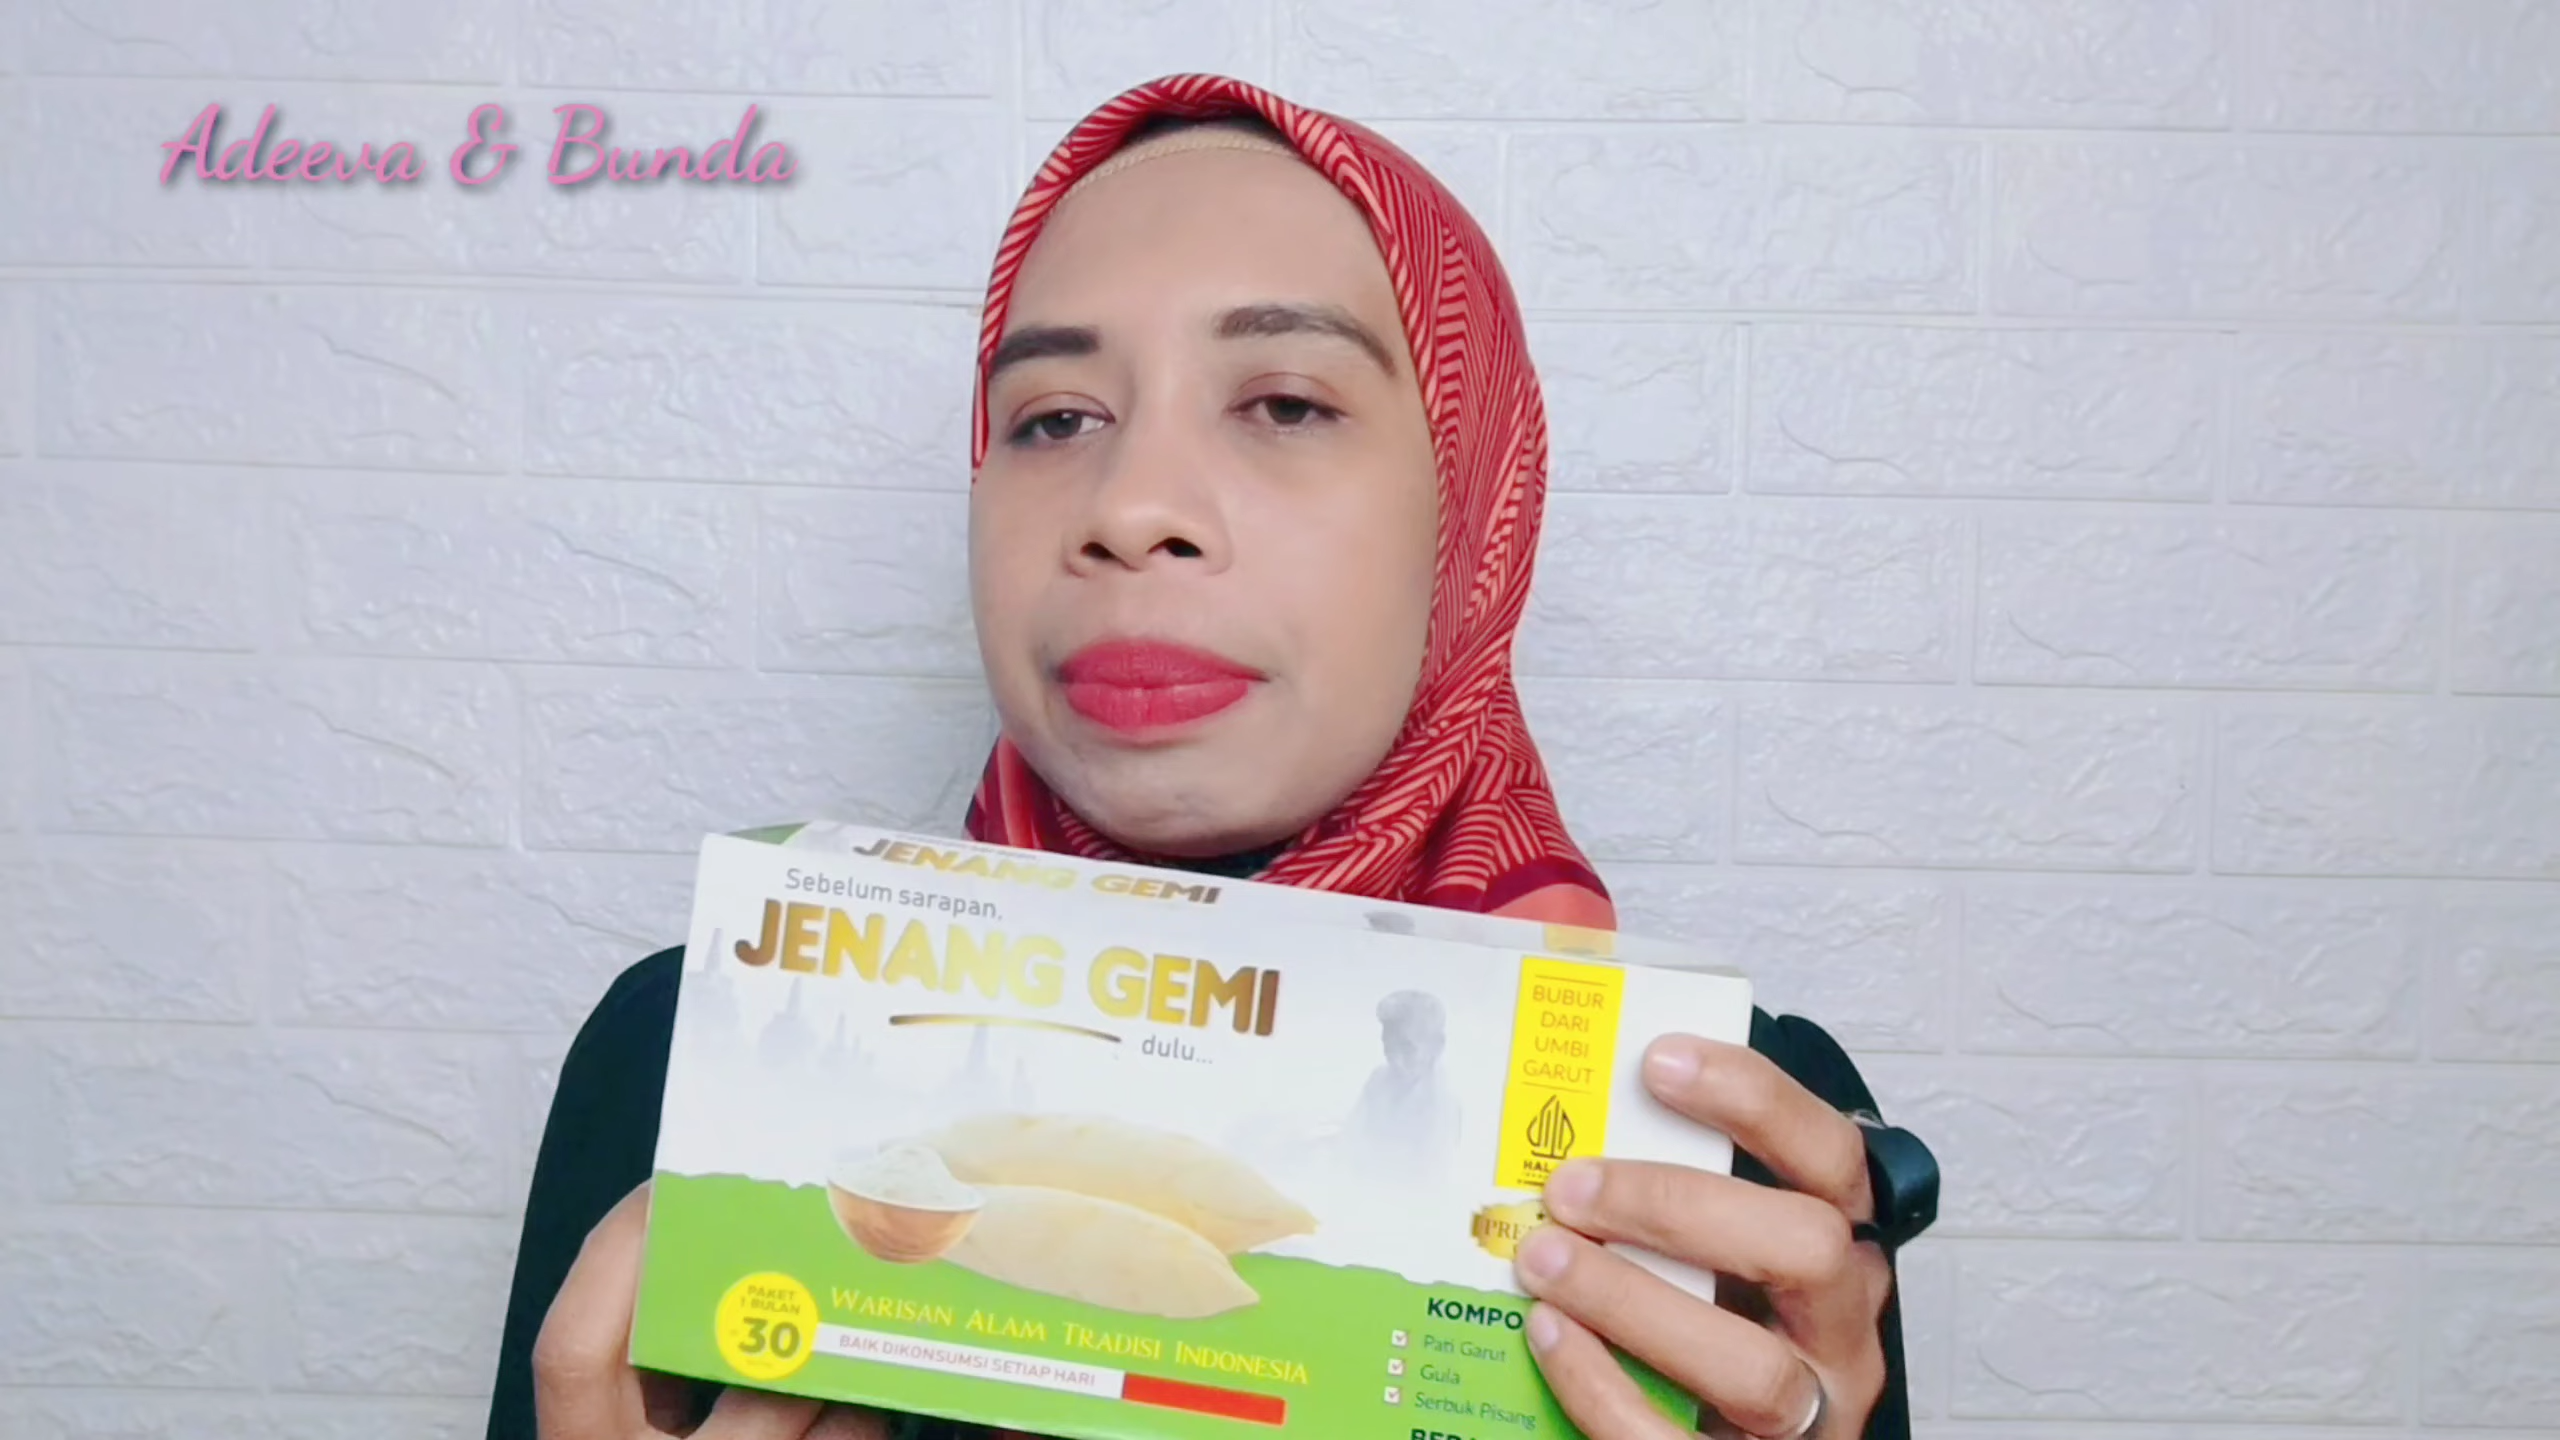 Adeeva & Bunda
JENANG GEMI
Sebelum sarapan,
JENANG GEMI
dulu...
BUBUR
DARI
UMBI
GARUT
PAKET
1 BULAN
30
WARISAN ALAM TRADISI INDONESIA
BAIK DIKONSUMSI SETIAP HARI
Pati Garut
Gula
Serbuk Pisang